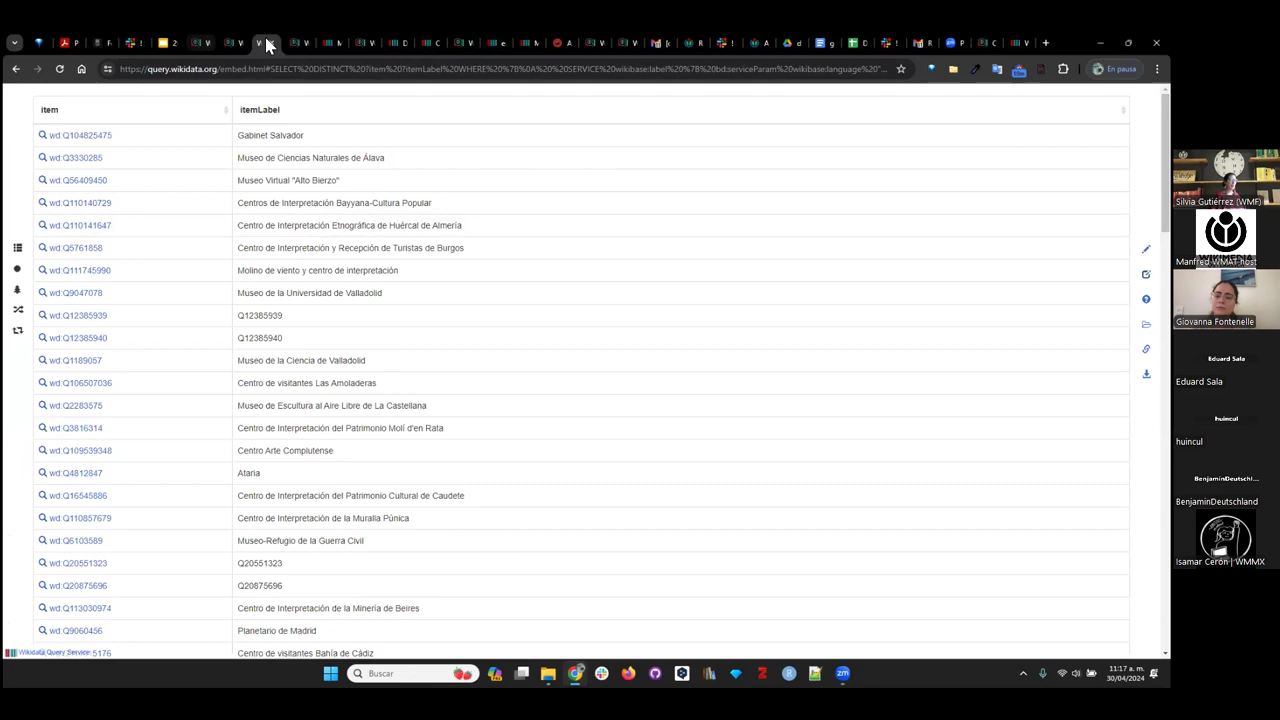 P
F
!
2
W
W
W
W
M
W
D
C
W
e
M
A
W
W
R
!
A
d
g
D
!
R
P
C
W
https://query.wikidata.org/embed.html#SELECT%20DISTINCT%20?item%20?itemLabel%20WHERE%20%7B%0A%20%20SERVICE%20wikibase:label%20%7B%20bd:serviceParam%20wikibase:language%20"...
En pausa
item itemLabel
wd:Q104825475 Gabinet Salvador
wd:Q3330285 Museo de Ciencias Naturales de Álava
wd:Q56409450 Museo Virtual "Alto Bierzo"
wd:Q110140729 Centros de Interpretación Bayyana-Cultura Popular
wd:Q110141647 Centro de Interpretación Etnográfica de Huércal de Almería
wd:Q5761858 Centro de Interpretación y Recepción de Turistas de Burgos
wd:Q111745990 Molino de viento y centro de interpretación
wd:Q9047078 Museo de la Universidad de Valladolid
wd:Q12385939 Q12385939
wd:Q12385940 Q12385940
wd:Q1189057 Museo de la Ciencia de Valladolid
wd:Q106507036 Centro de visitantes Las Amoladeras
wd:Q2283575 Museo de Escultura al Aire Libre de La Castellana
wd:Q3816314 Centro de Interpretación del Patrimonio Molí d'en Rata
wd:Q109539348 Centro Arte Complutense
wd:Q4812847 Ataria
wd:Q16545886 Centro de Interpretación del Patrimonio Cultural de Caudete
wd:Q110857679 Centro de Interpretación de la Muralla Púnica
wd:Q6103589 Museo-Refugio de la Guerra Civil
wd:Q20551323 Q20551323
wd:Q20875696 Q20875696
wd:Q113030974 Centro de Interpretación de la Minería de Beires
wd:Q9060456 Planetario de Madrid
Wikidata Query Service 5176 Centro de visitantes Bahía de Cádiz
Buscar
11:17 a. m.
30/04/2024
Silvia Gutiérrez (WMF)
WIKIMEDIA
Manfred WMAT host
Giovanna Fontenelle
Eduard Sala
Eduard Sala
huincul
huincul
BenjaminDeutschl...
BenjaminDeutschland
Isamar Cerón | WMMX